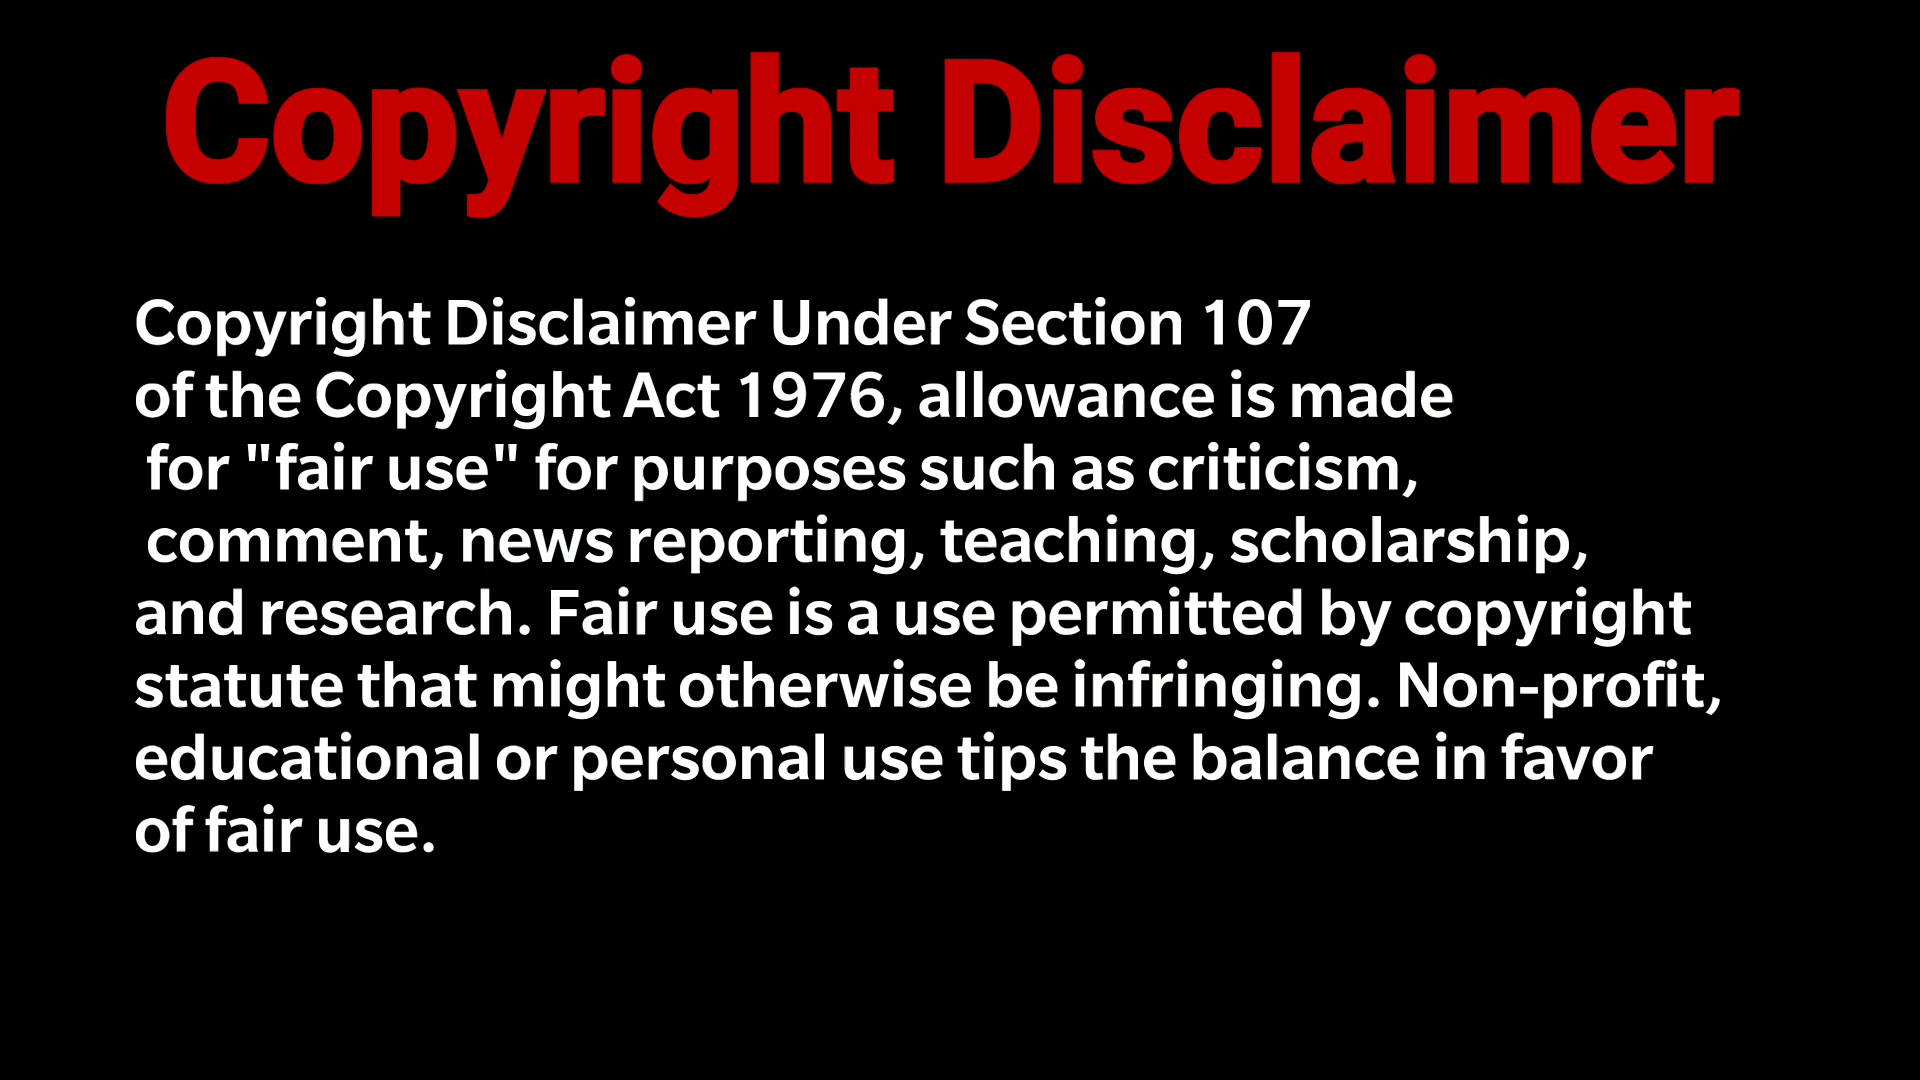 Copyright Disclaimer
Copyright Disclaimer Under Section 107
of the Copyright Act 1976, allowance is made
for "fair use" for purposes such as criticism,
comment, news reporting, teaching, scholarship,
and research. Fair use is a use permitted by copyright
statute that might otherwise be infringing. Non-profit,
educational or personal use tips the balance in favor
of fair use.